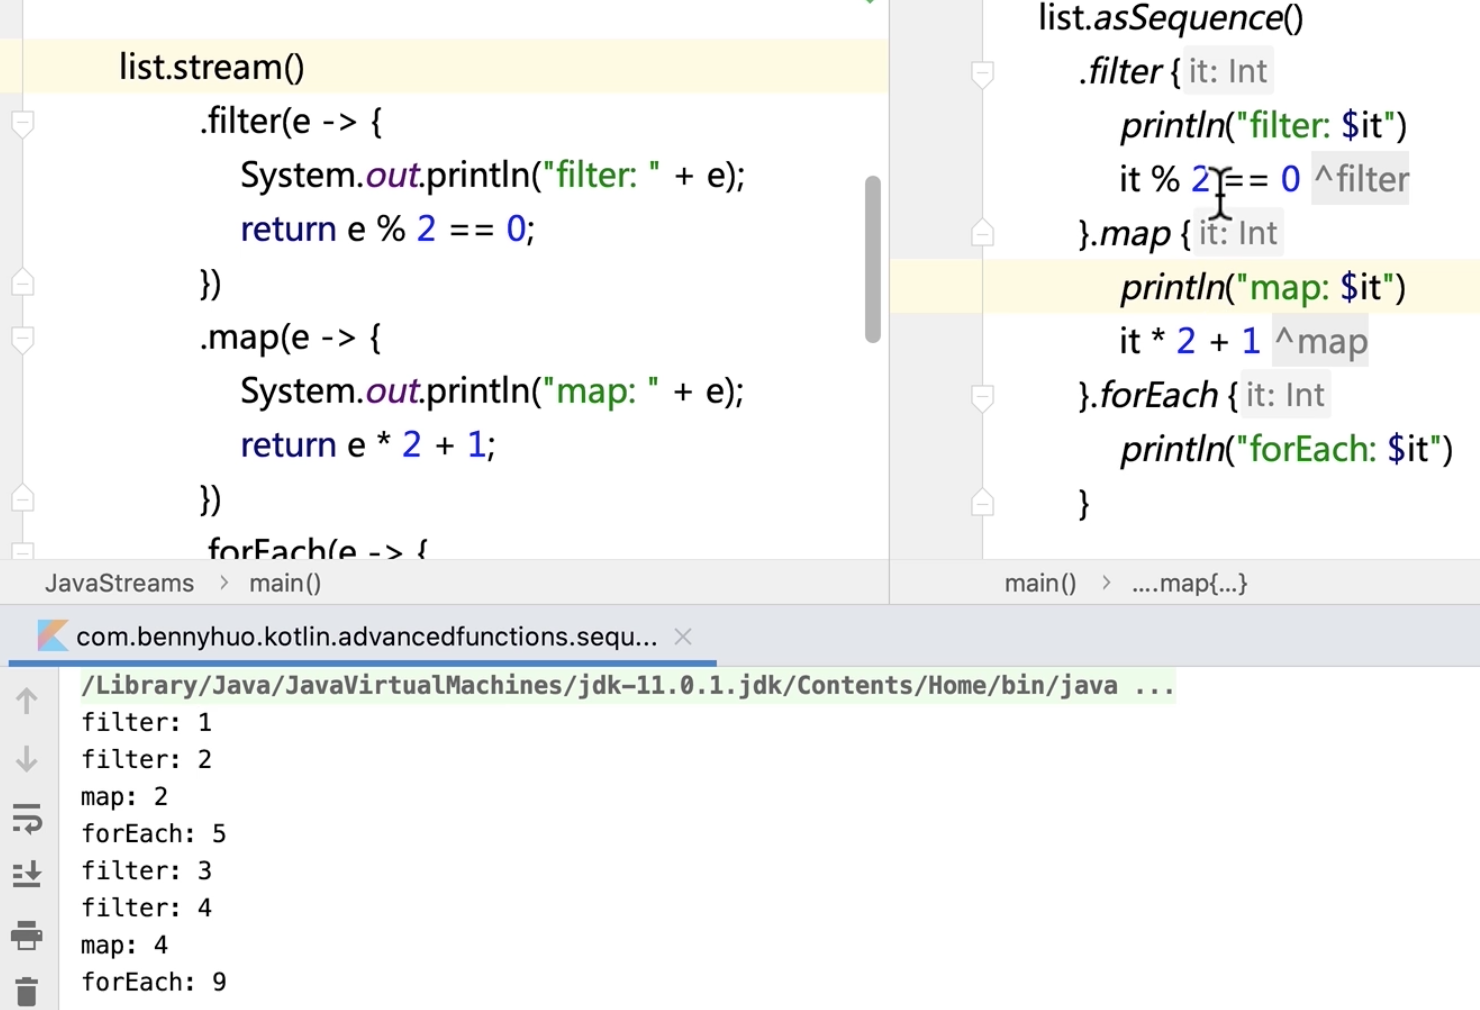 list.stream()
.filter(e -> {
System.out.println("filter: " + e);
return e % 2 == 0;
})
.map(e -> {
System.out.println("map: " + e);
return e * 2 + 1;
})
.forEach(e -> {
JavaStreams > main()
list.asSequence()
.filter { it: Int
println("filter: $it")
it % 2 == 0 ^filter
}.map { it: Int
println("map: $it")
it * 2 + 1 ^map
}.forEach { it: Int
println("forEach: $it")
}
main() > ....map{...}
com.bennyhuo.kotlin.advancedfunctions.sequ...
/Library/Java/JavaVirtualMachines/jdk-11.0.1.jdk/Contents/Home/bin/java ...
filter: 1
filter: 2
map: 2
forEach: 5
filter: 3
filter: 4
map: 4
forEach: 9